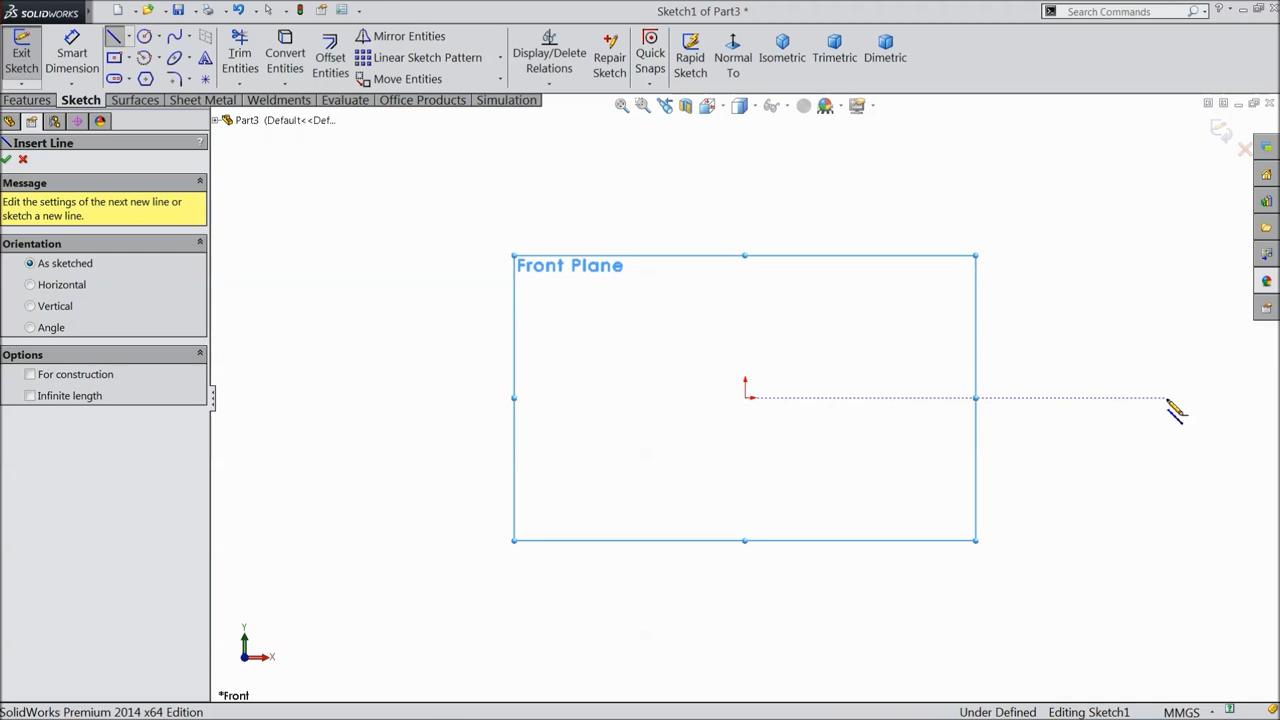 SOLIDWORKS
Sketch1 of Part3 *
Search Commands
?
Exit Sketch
Smart Dimension
Trim Entities
Convert Entities
Offset Entities
Mirror Entities
Linear Sketch Pattern
Move Entities
Display/Delete Relations
Repair Sketch
Quick Snaps
Rapid Sketch
Normal To
Isometric
Trimetric
Dimetric
Features
Sketch
Surfaces
Sheet Metal
Weldments
Evaluate
Office Products
Simulation
Part3 (Default<<Def...
Insert Line
?
Message
Edit the settings of the next new line or
sketch a new line.
Orientation
As sketched
Horizontal
Vertical
Angle
Options
For construction
Infinite length
Front Plane
Y
X
*Front
SolidWorks Premium 2014 x64 Edition
Under Defined
Editing Sketch1
MMGS
?